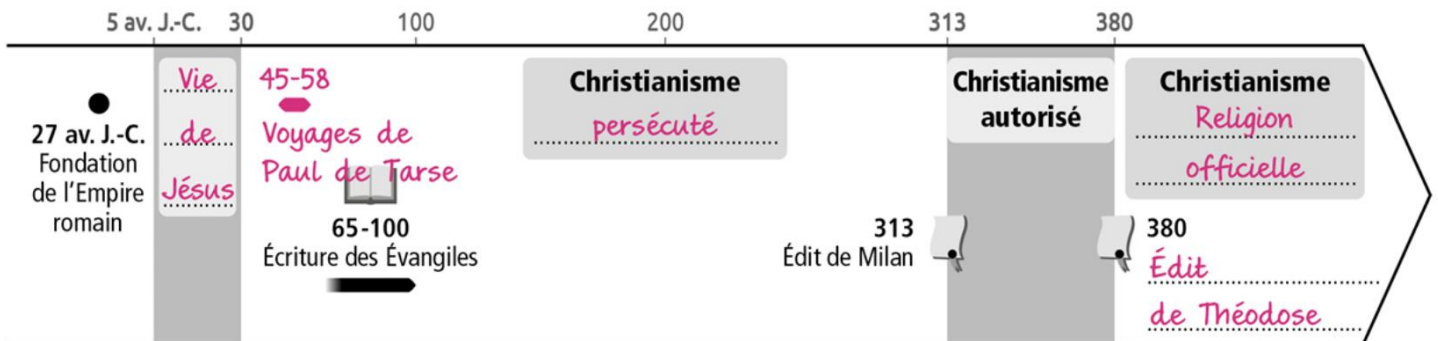 5 av. J.-C. 30 100 200 313 380
27 av. J.-C.
Fondation
de l'Empire
romain
Vie
de
Jésus
45-58
Voyages de
Paul de Tarse
65-100
Écriture des Évangiles
Christianisme
persécuté
313
Édit de Milan
Christianisme
autorisé
Christianisme
Religion
officielle
380
Édit
de Théodose